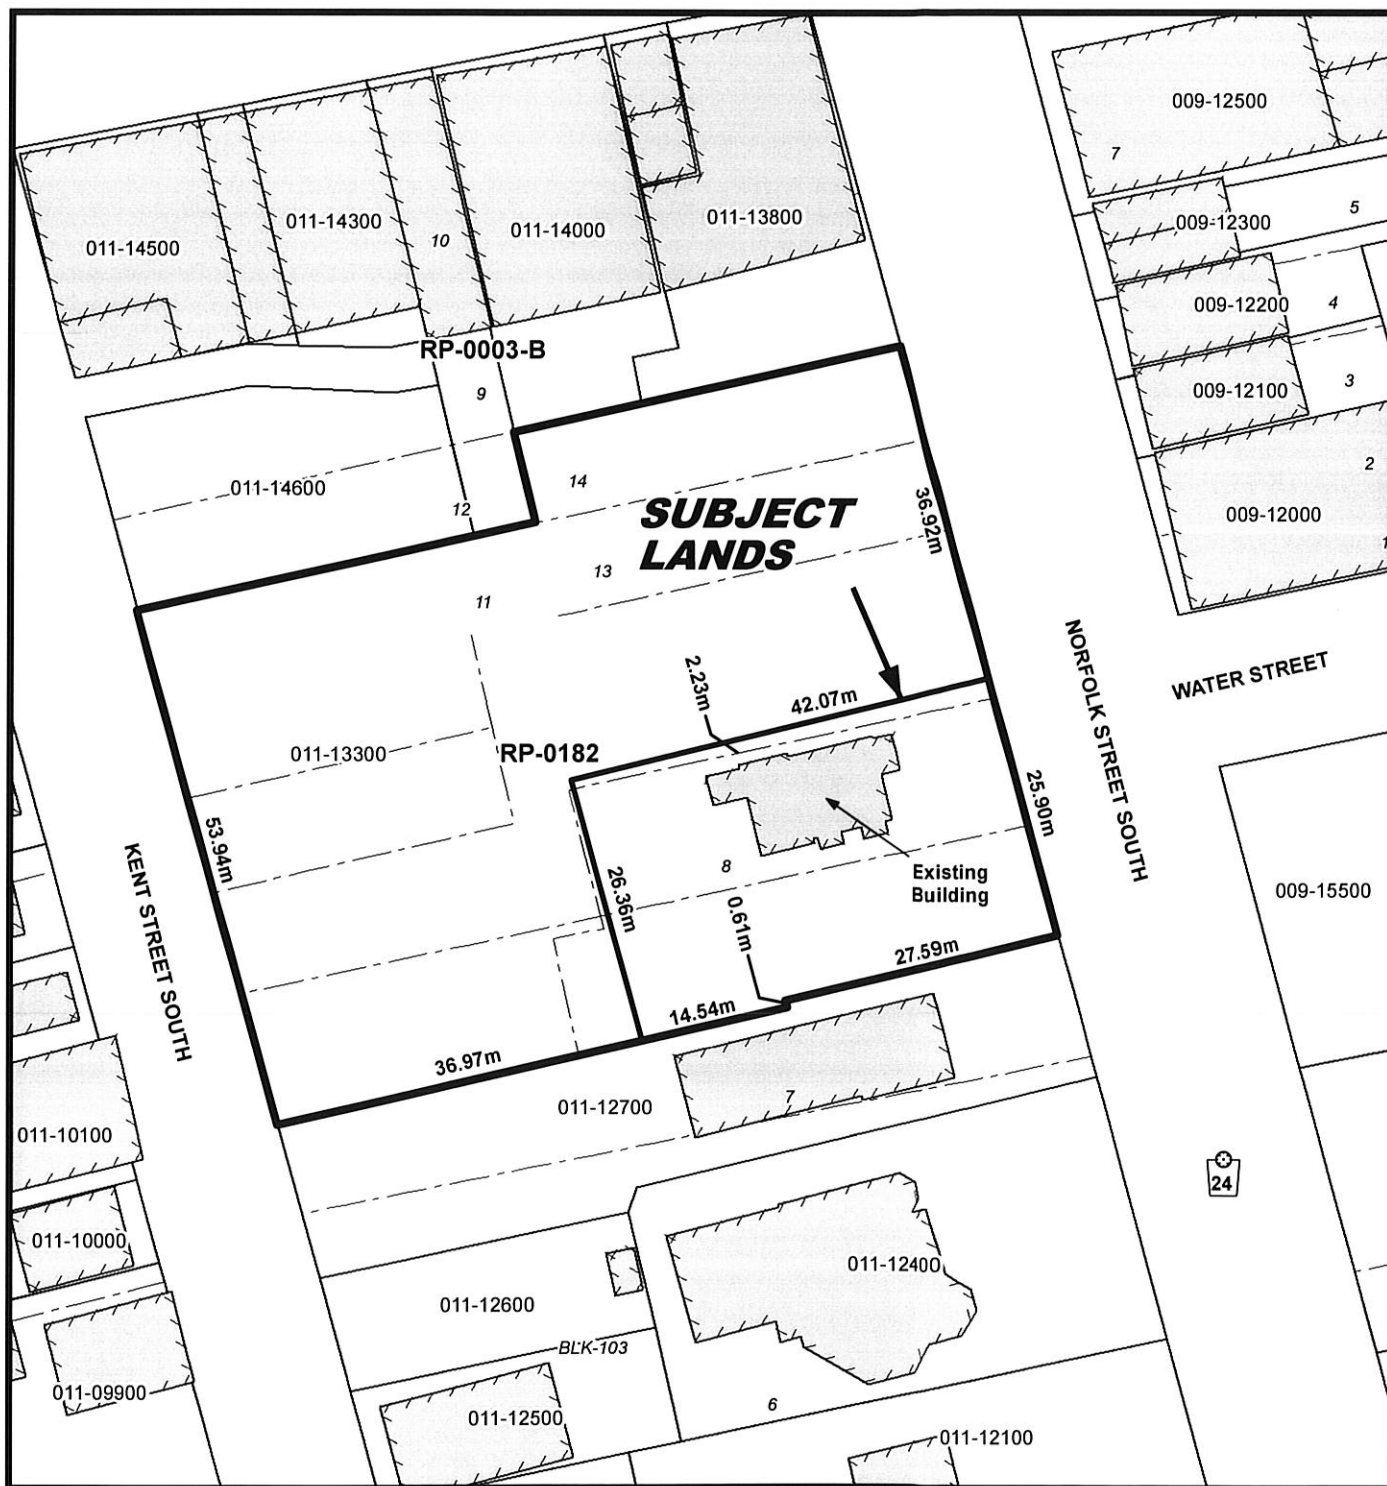 009-12500
7
011-14500
011-14300
10
011-14000
011-13800
009-12300
5
009-12200
4
RP-0003-B
9
009-12100
3
2
011-14600
12
14
SUBJECT
LANDS
36.92m
009-12000
1
13
11
NORFOLK STREET SOUTH
WATER STREET
2.23m
42.07m
011-13300
RP-0182
25.90m
53.94m
KENT STREET SOUTH
26.36m
8
0.61m
Existing
Building
009-15500
27.59m
14.54m
36.97m
011-12700
7
011-10100
24
011-10000
011-12400
011-12600
BLK-103
011-09900
011-12500
6
011-12100